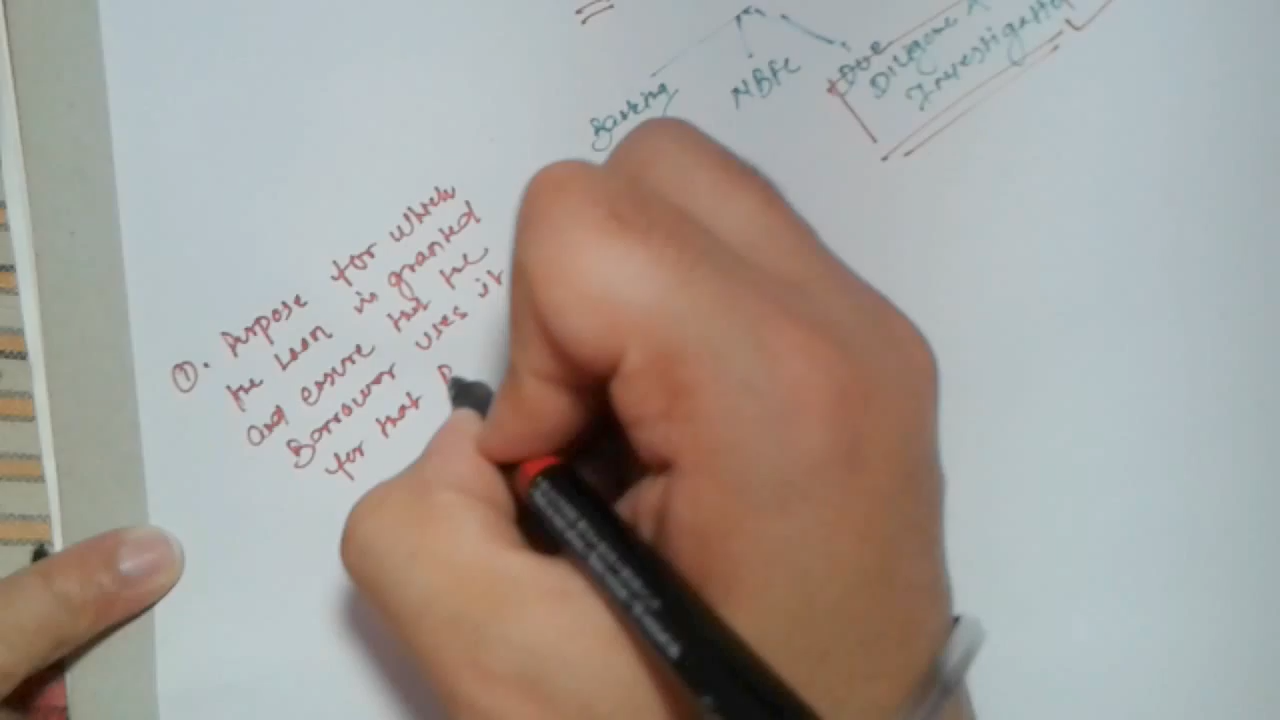 Banking NBFC Due
Diligence &
Investigation
①. Purpose for which
the Loan is granted
and ensure that the
Borrower uses it
for that P